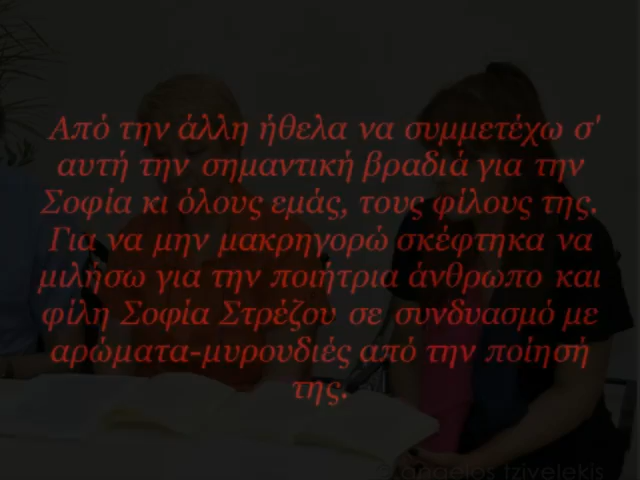 Από την άλλη ήθελα να συμμετέχω σ'
αυτή την σημαντική βραδιά για την
Σοφία κι όλους εμάς, τους φίλους της.
Για να μην μακρηγορώ σκέφτηκα να
μιλήσω για την ποιήτρια άνθρωπο και
φίλη Σοφία Στρέζου σε συνδυασμό με
αρώματα-μυρουδιές από την ποίησή
της.
© angelos tzivelekis